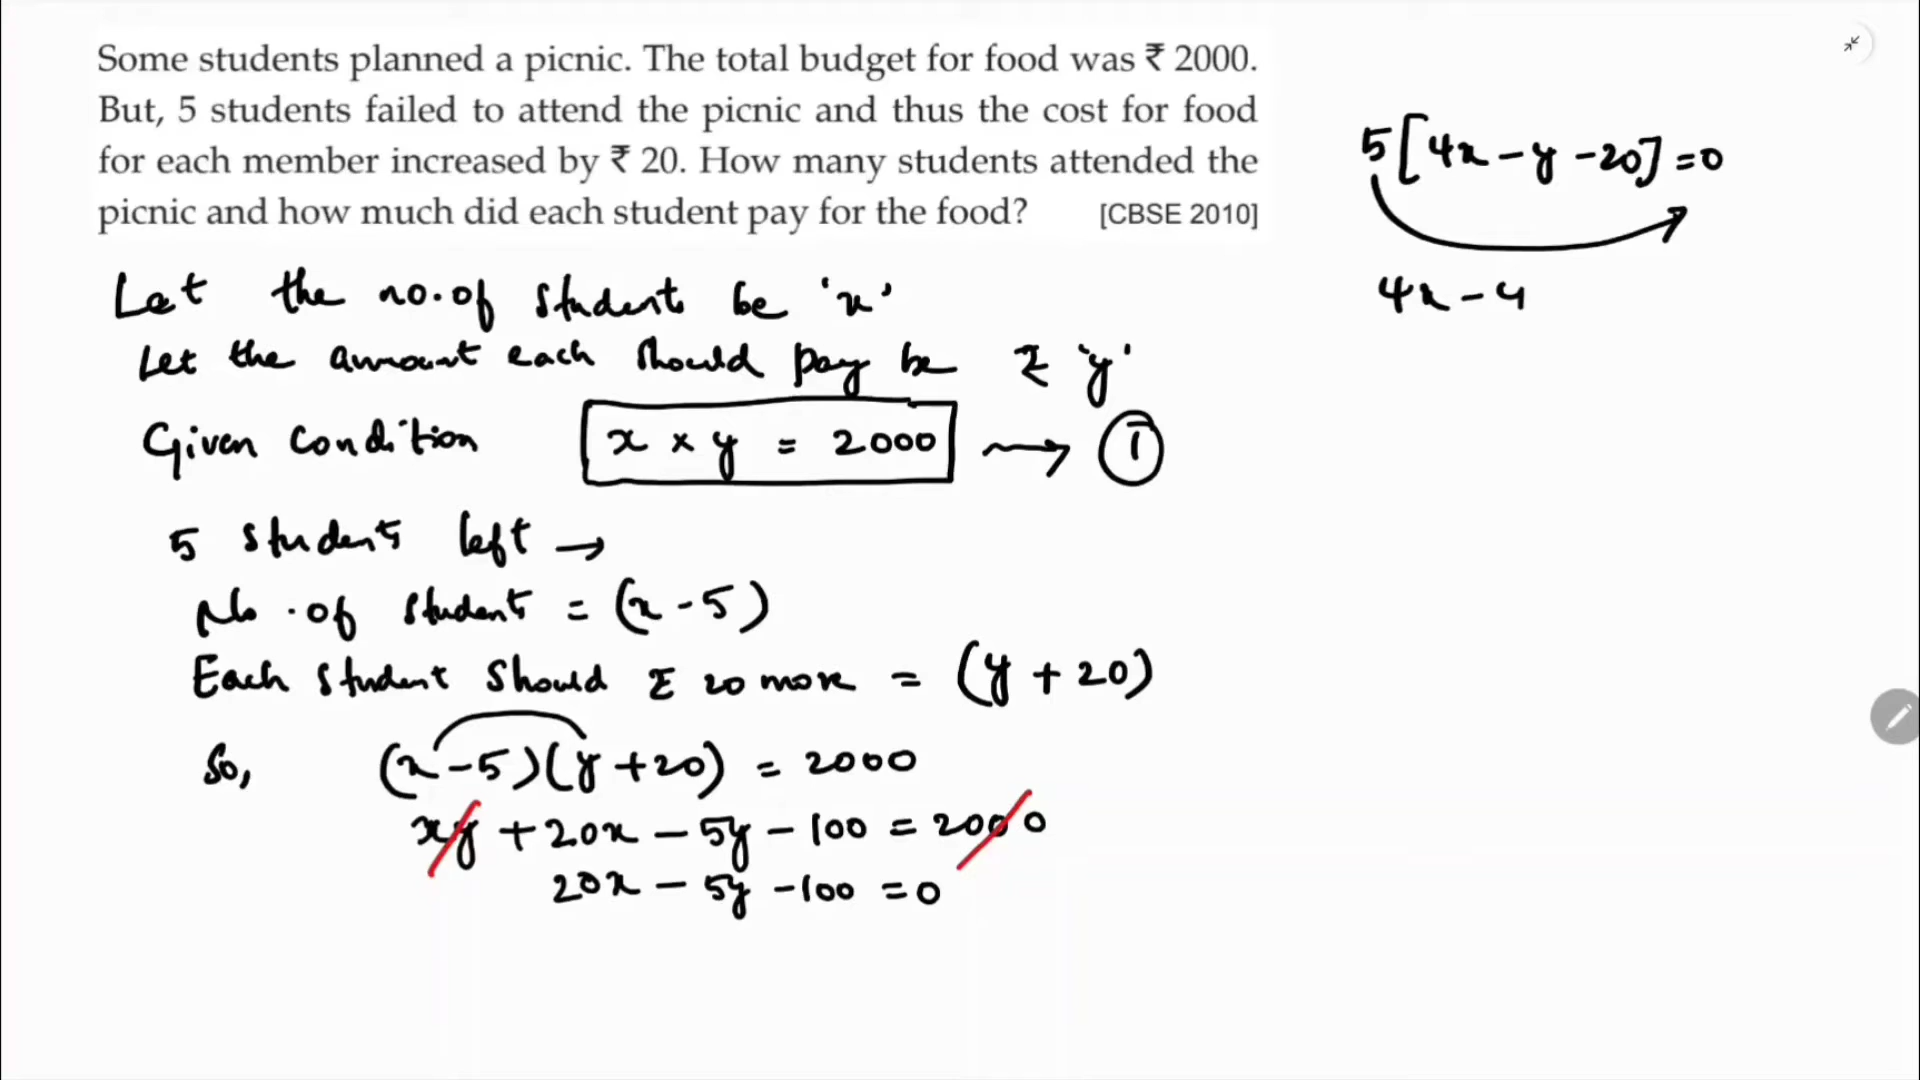 Some students planned a picnic. The total budget for food was ₹ 2000.
But, 5 students failed to attend the picnic and thus the cost for food
for each member increased by ₹ 20. How many students attended the
picnic and how much did each student pay for the food? [CBSE 2010]
Let the no. of students be 'x'
Let the amount each should pay be ₹ 'y'
Given condition x × y = 2000 → ①
5 students left →
No. of students = (x - 5)
Each student should ₹ 20 more = (y + 20)
So, (x - 5)(y + 20) = 2000
xy + 20x - 5y - 100 = 2000
20x - 5y - 100 = 0
5[4x - y - 20] = 0
4x - y